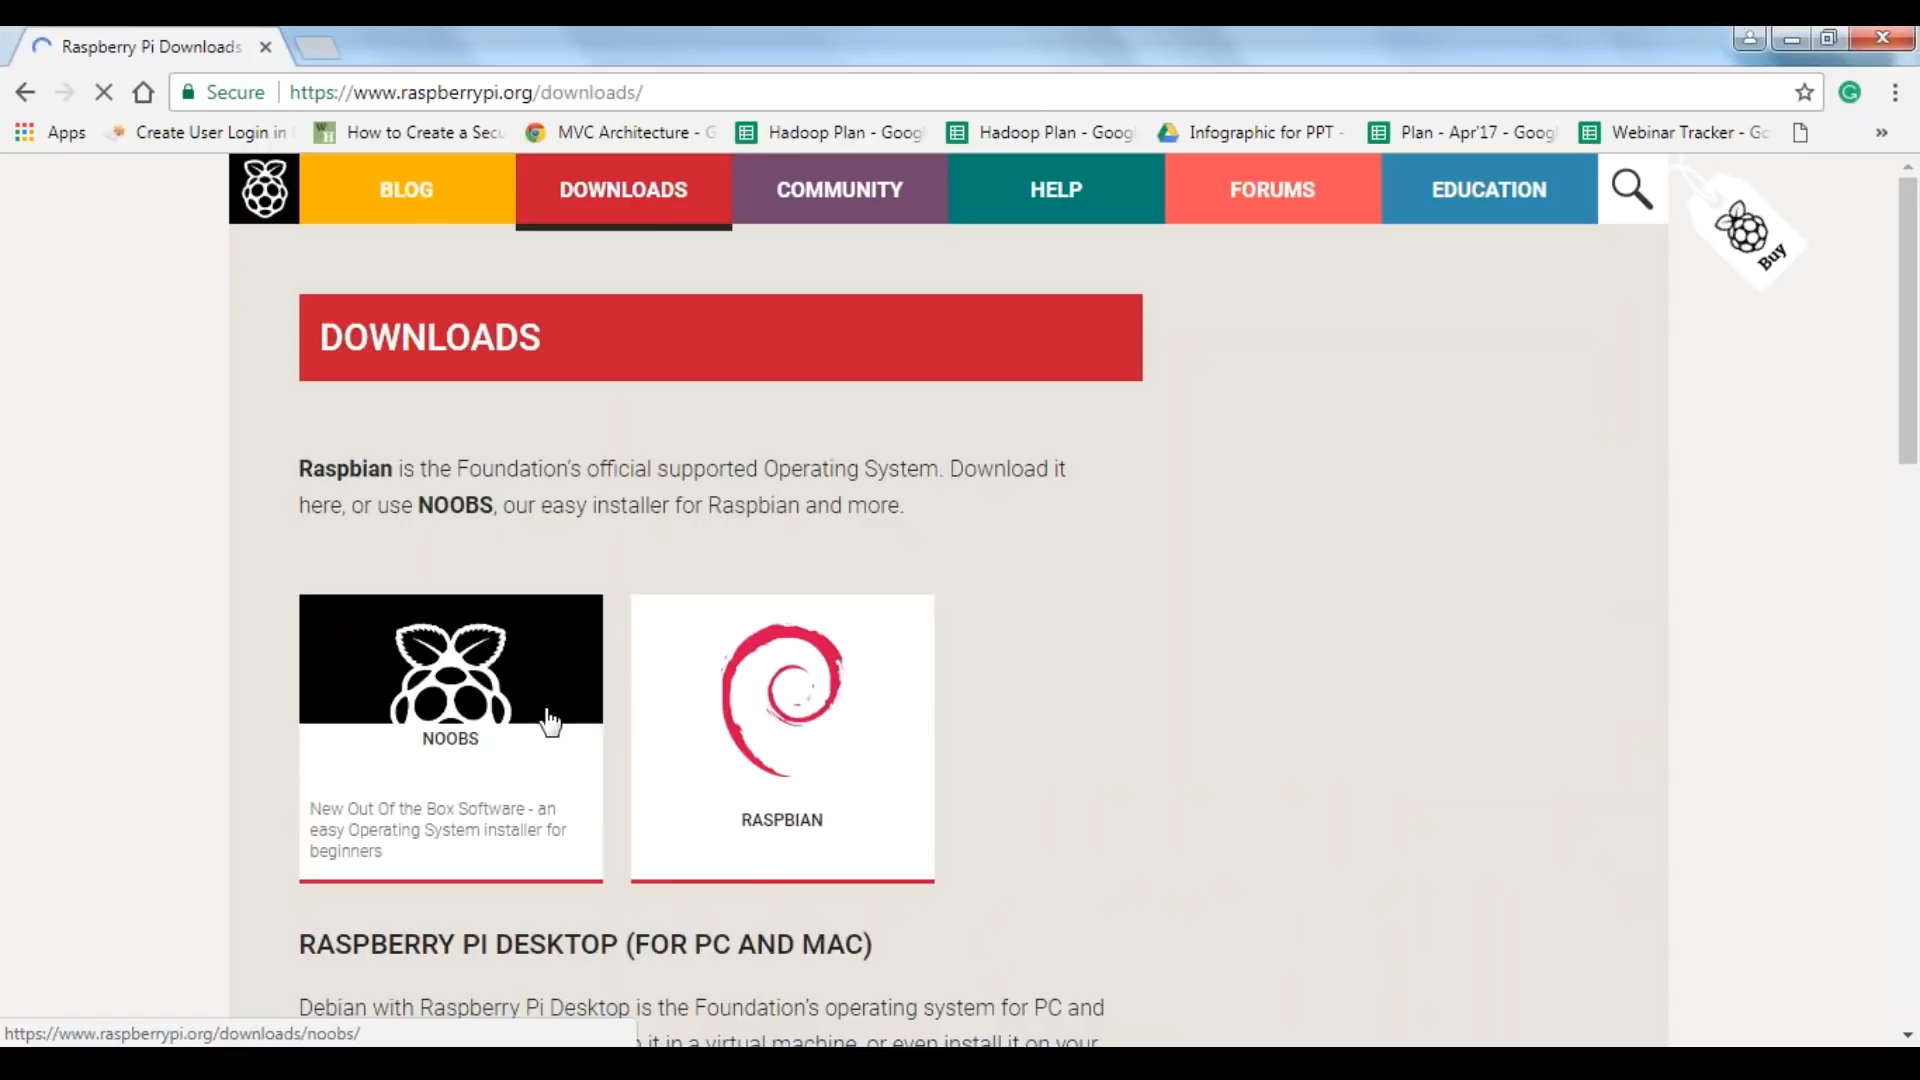 Raspberry Pi Downloads
Secure
https://www.raspberrypi.org/downloads/
Apps
Create User Login in
How to Create a Secu
MVC Architecture - G
Hadoop Plan - Goog
Hadoop Plan - Goog
Infographic for PPT -
Plan - Apr'17 - Goog
Webinar Tracker - Go
BLOG
DOWNLOADS
COMMUNITY
HELP
FORUMS
EDUCATION
Buy
DOWNLOADS
Raspbian is the Foundation's official supported Operating System. Download it
here, or use NOOBS, our easy installer for Raspbian and more.
NOOBS
New Out Of the Box Software - an
easy Operating System installer for
beginners
RASPBIAN
RASPBERRY PI DESKTOP (FOR PC AND MAC)
Debian with Raspberry Pi Desktop is the Foundation's operating system for PC and
it in a virtual machine, or even install it on your
https://www.raspberrypi.org/downloads/noobs/